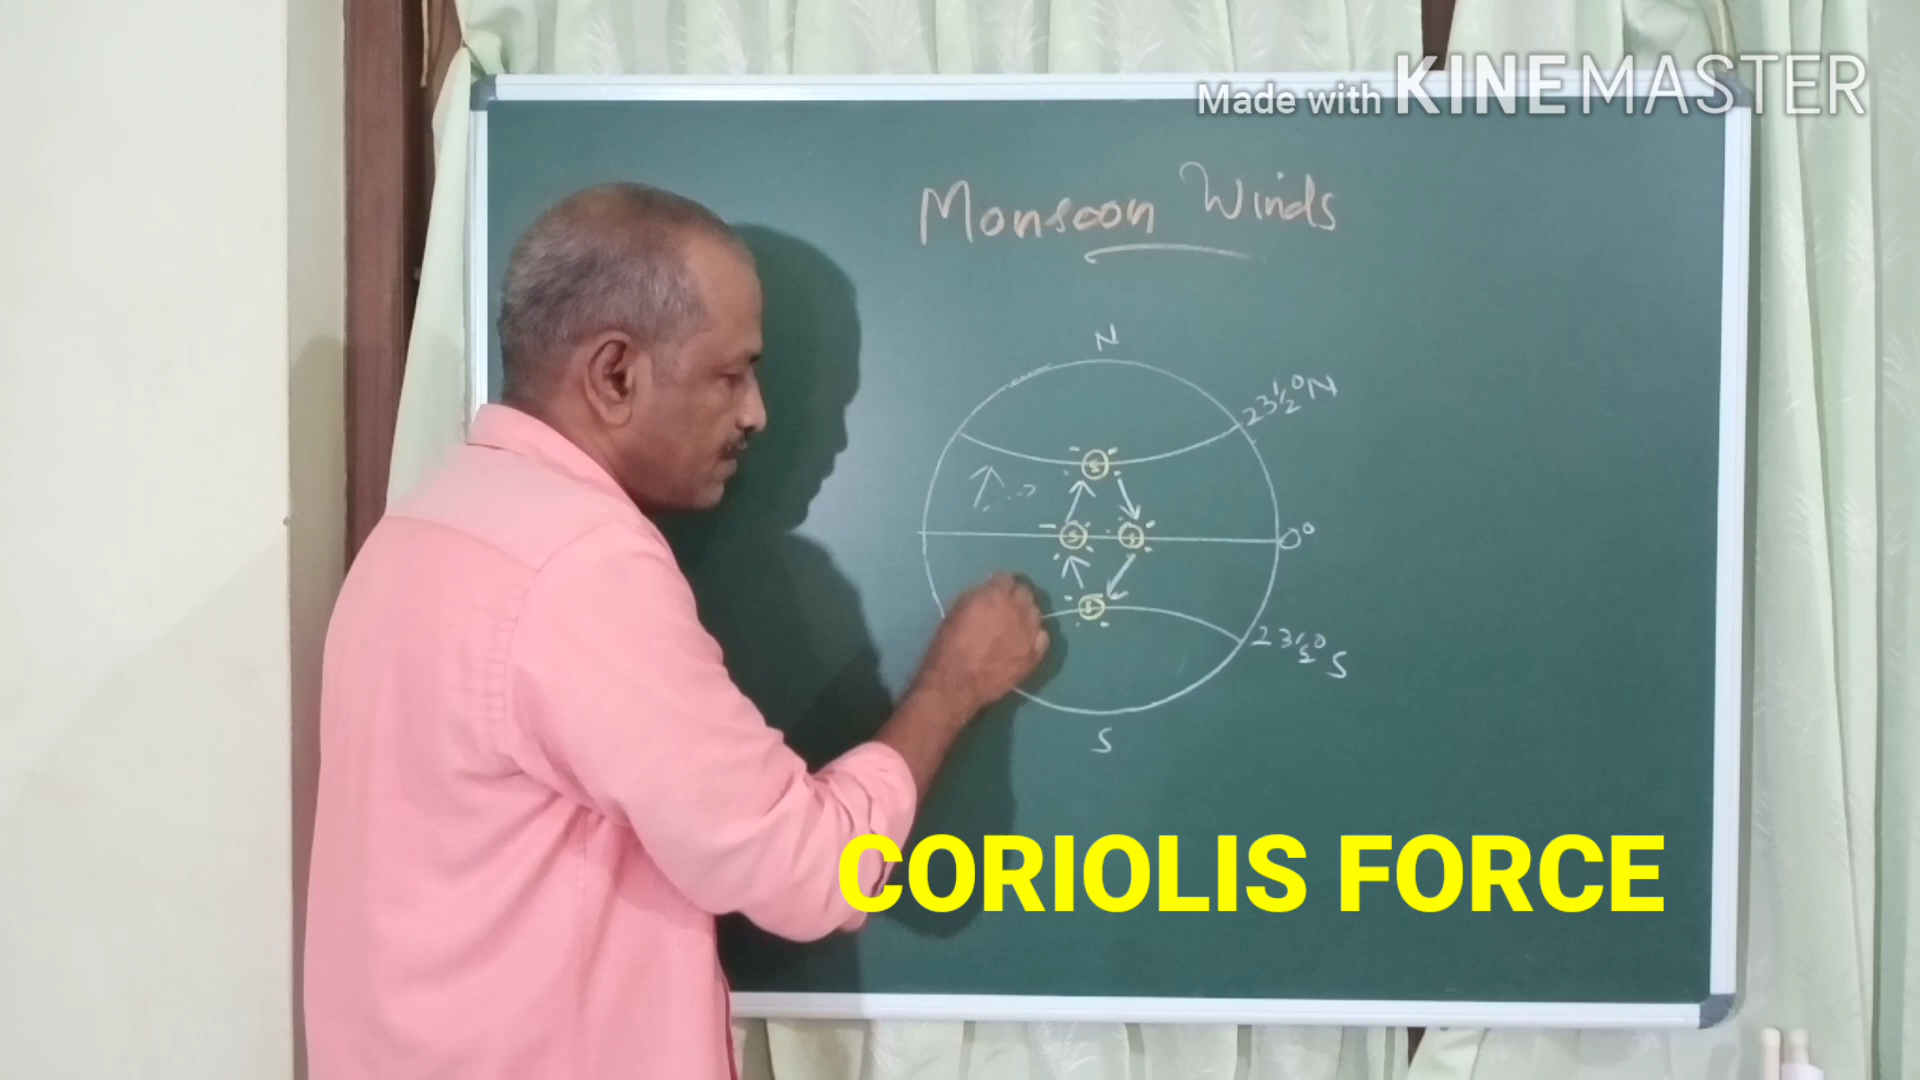 Made with KINEMASTER
Monsoon Winds
N
23½°N
S
S S
0°
S
23½°S
S
CORIOLIS FORCE